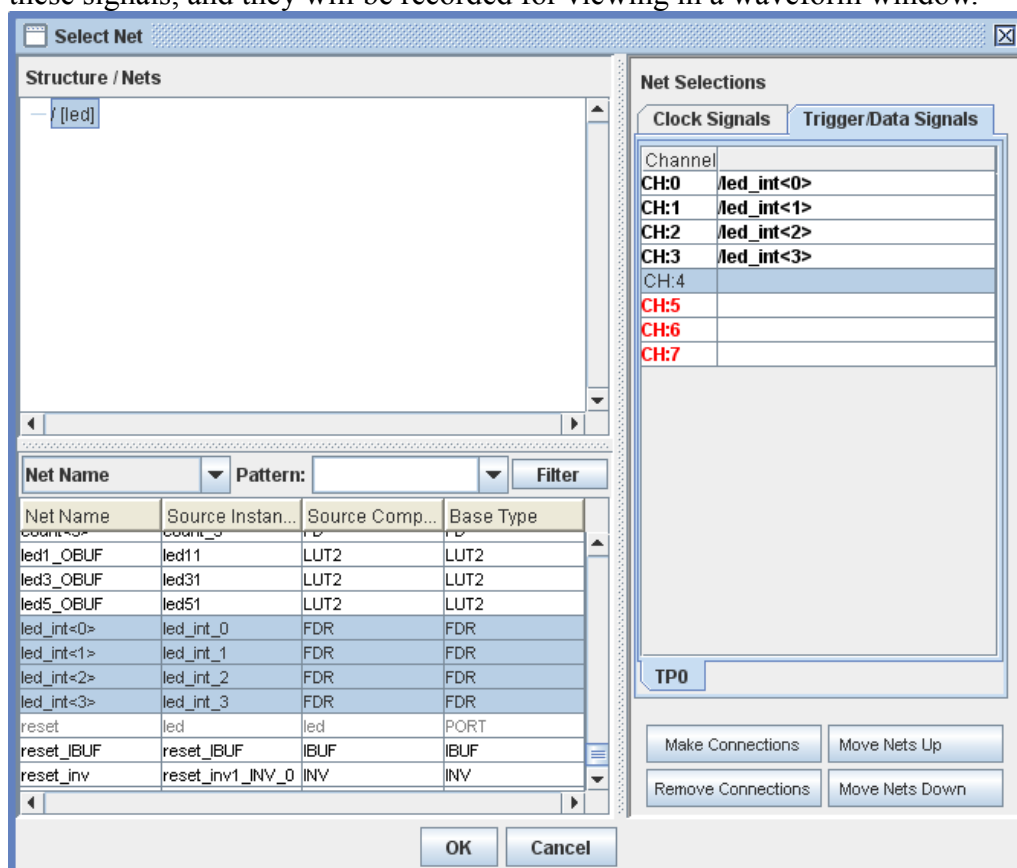 these signals, and they will be recorded for viewing in a waveform window.
Select Net
Structure / Nets
/ [led]
Net Name Pattern: Filter
Net Name Source Instan... Source Comp... Base Type
count<3> count_3 FD FD
led1_OBUF led11 LUT2 LUT2
led3_OBUF led31 LUT2 LUT2
led5_OBUF led51 LUT2 LUT2
led_int<0> led_int_0 FDR FDR
led_int<1> led_int_1 FDR FDR
led_int<2> led_int_2 FDR FDR
led_int<3> led_int_3 FDR FDR
reset led led PORT
reset_IBUF reset_IBUF IBUF IBUF
reset_inv reset_inv1_INV_0 INV INV
Net Selections
Clock Signals Trigger/Data Signals
Channel
CH:0 /led_int<0>
CH:1 /led_int<1>
CH:2 /led_int<2>
CH:3 /led_int<3>
CH:4
CH:5
CH:6
CH:7
TP0
Make Connections Move Nets Up
Remove Connections Move Nets Down
OK Cancel